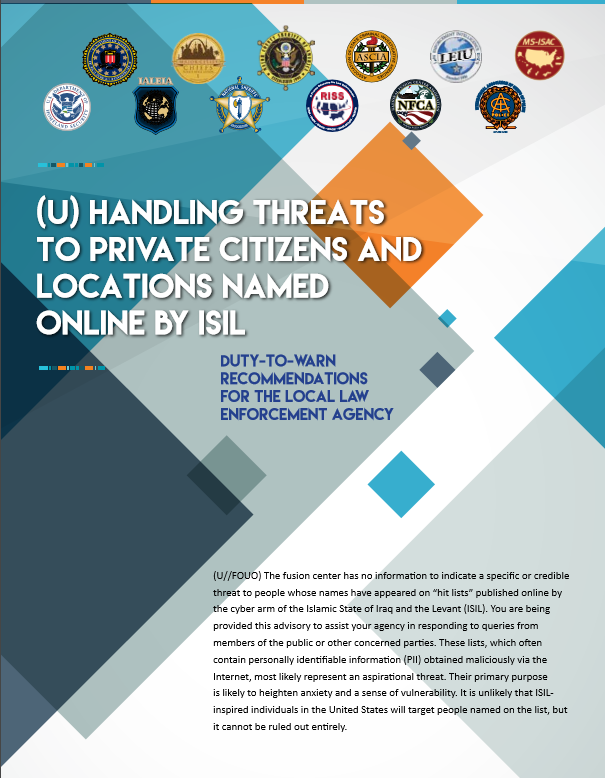 ASCIA
LEIU
MS-ISAC
IALEIA
RISS
NFCA
(U) HANDLING THREATS
TO PRIVATE CITIZENS AND
LOCATIONS NAMED
ONLINE BY ISIL
DUTY-TO-WARN
RECOMMENDATIONS
FOR THE LOCAL LAW
ENFORCEMENT AGENCY
(U//FOUO) The fusion center has no information to indicate a specific or credible
threat to people whose names have appeared on “hit lists” published online by
the cyber arm of the Islamic State of Iraq and the Levant (ISIL). You are being
provided this advisory to assist your agency in responding to queries from
members of the public or other concerned parties. These lists, which often
contain personally identifiable information (PII) obtained maliciously via the
Internet, most likely represent an aspirational threat. Their primary purpose
is likely to heighten anxiety and a sense of vulnerability. It is unlikely that ISIL-
inspired individuals in the United States will target people named on the list, but
it cannot be ruled out entirely.